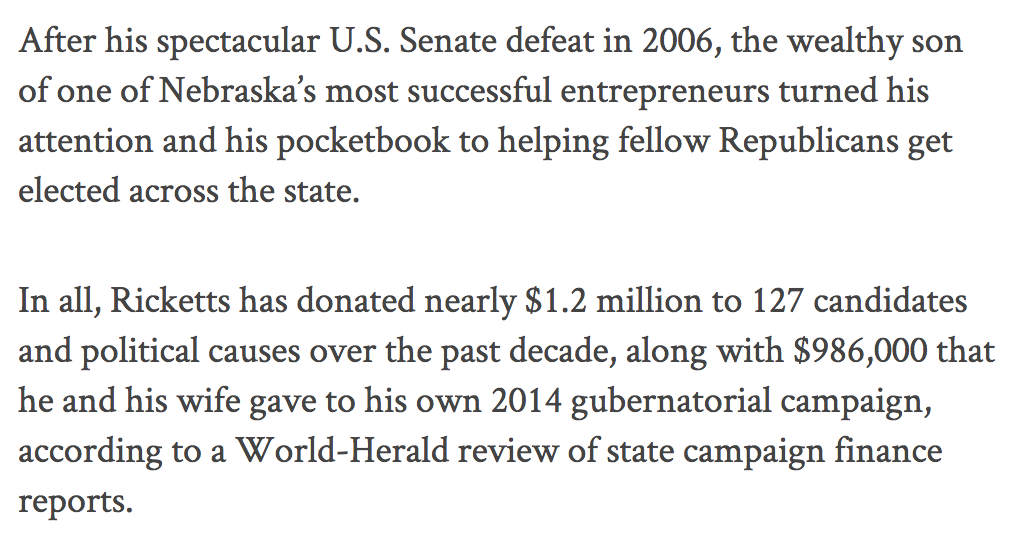 After his spectacular U.S. Senate defeat in 2006, the wealthy son
of one of Nebraska’s most successful entrepreneurs turned his
attention and his pocketbook to helping fellow Republicans get
elected across the state.
In all, Ricketts has donated nearly $1.2 million to 127 candidates
and political causes over the past decade, along with $986,000 that
he and his wife gave to his own 2014 gubernatorial campaign,
according to a World-Herald review of state campaign finance
reports.